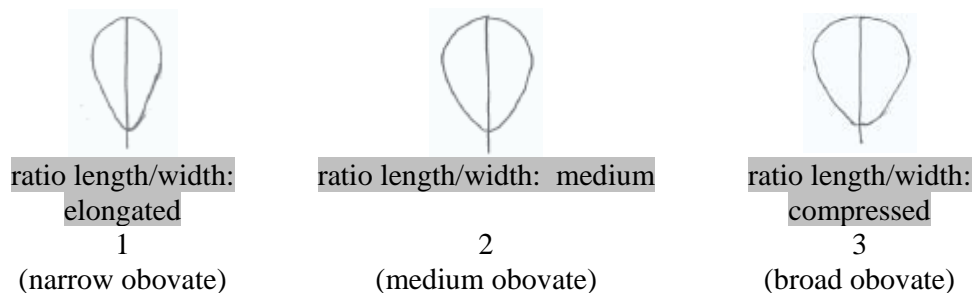 ratio length/width:
elongated
1
(narrow obovate)
ratio length/width:  medium
2
(medium obovate)
ratio length/width:
compressed
3
(broad obovate)